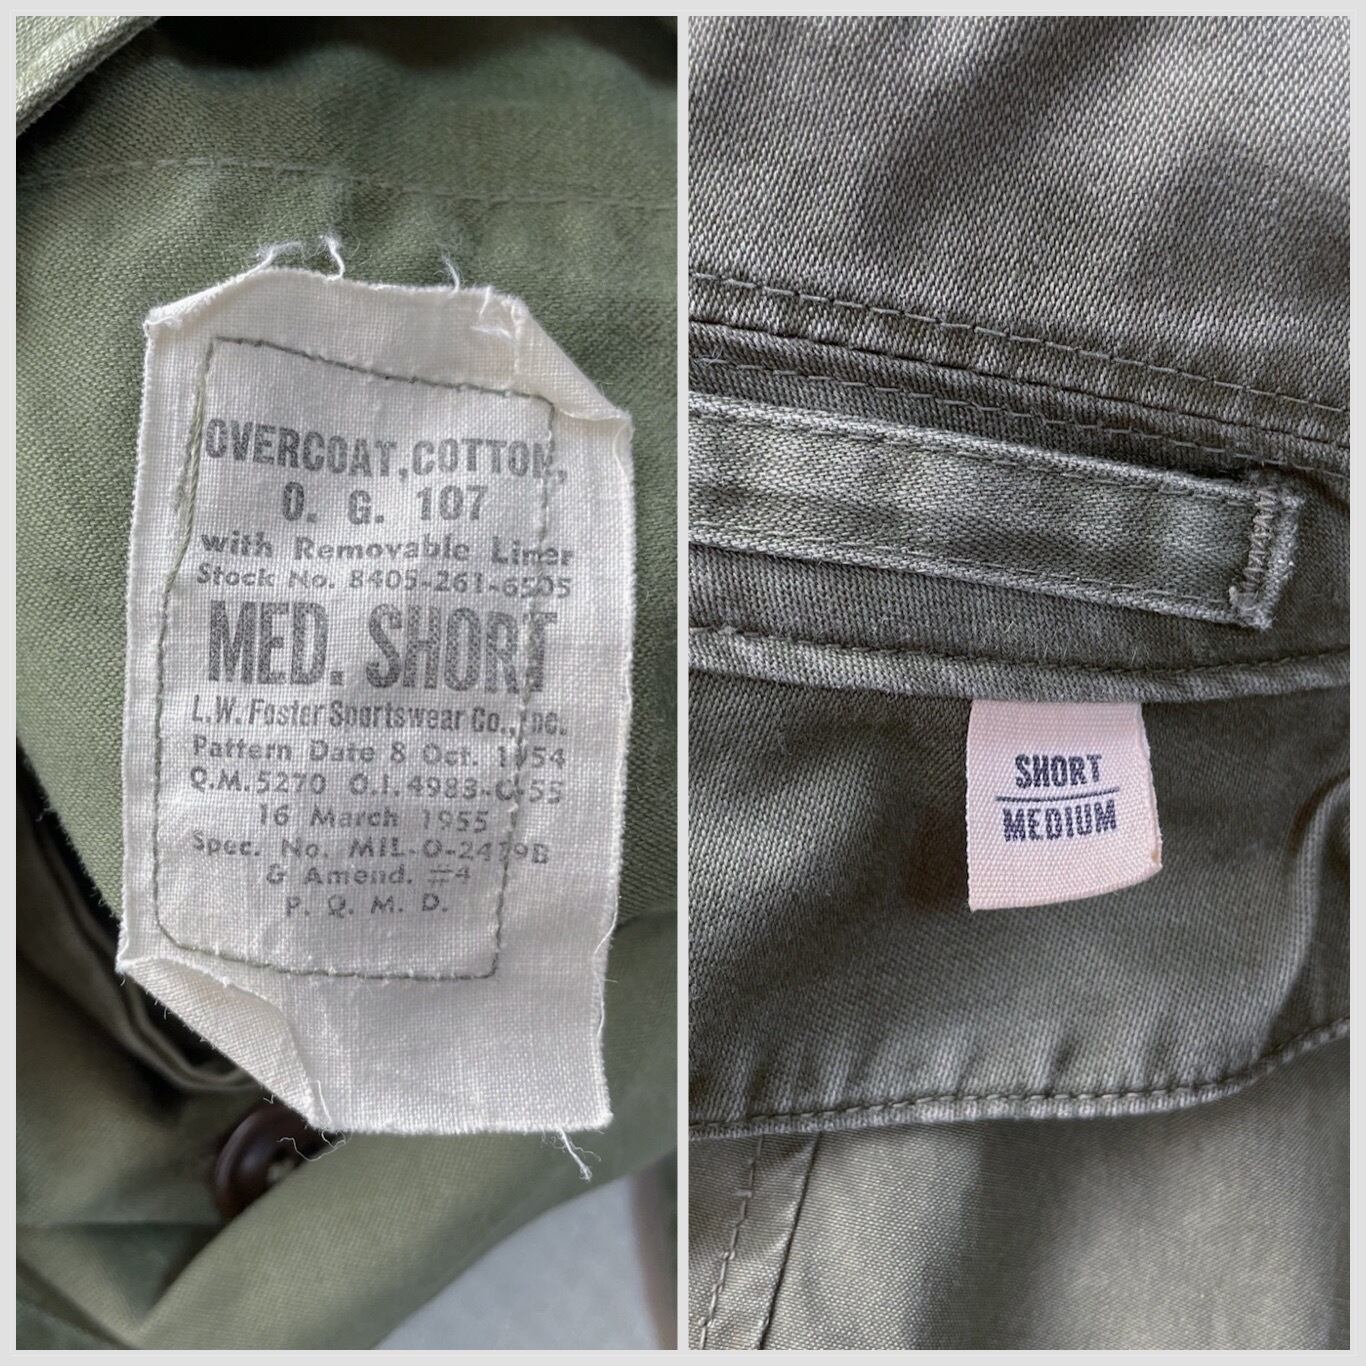 OVERCOAT, COTTON,
O. G. 107
with Removable Liner
Stock No. 8405-261-6505
MED. SHORT
L.W. Foster Sportswear Co., Inc.
Pattern Date 8 Oct. 1954
Q.M. 5270 O.I. 4983-C-55
16 March 1955
Spec. No. MIL-O-2419B
& Amend. #4
P. Q. M. D.
SHORT
MEDIUM